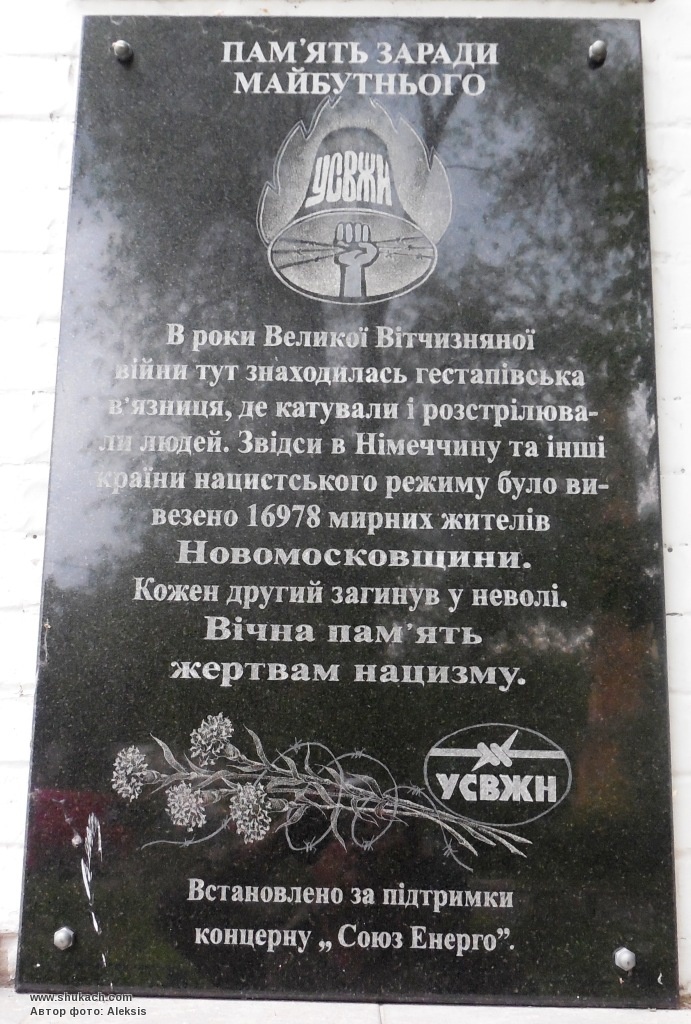 ПАМ'ЯТЬ ЗАРАДИ
МАЙБУТНЬОГО
УСВЖН
В роки Великої Вітчизняної
війни тут знаходилась гестапівська
в'язниця, де катували і розстрілюва-
ли людей. Звідси в Німеччину та інші
країни нацистського режиму було ви-
везено 16978 мирних жителів
Новомосковщини.
Кожен другий загинув у неволі.
Вічна пам'ять
жертвам нацизму.
УСВЖН
Встановлено за підтримки
концерну „ Союз Енерго”.
www.shukach.com
Автор фото: Aleksis